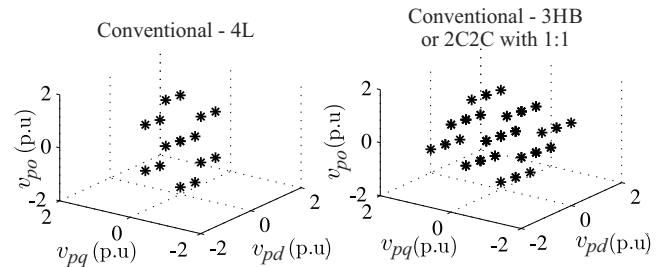 Conventional - 4L
2
0
-2
2
0
-2
-2
0
2
v_po (p.u)
v_pq (p.u)
v_pd (p.u)
Conventional - 3HB
or 2C2C with 1:1
2
0
-2
2
0
-2
-2
0
2
v_po (p.u)
v_pq(p.u)
v_pd(p.u)